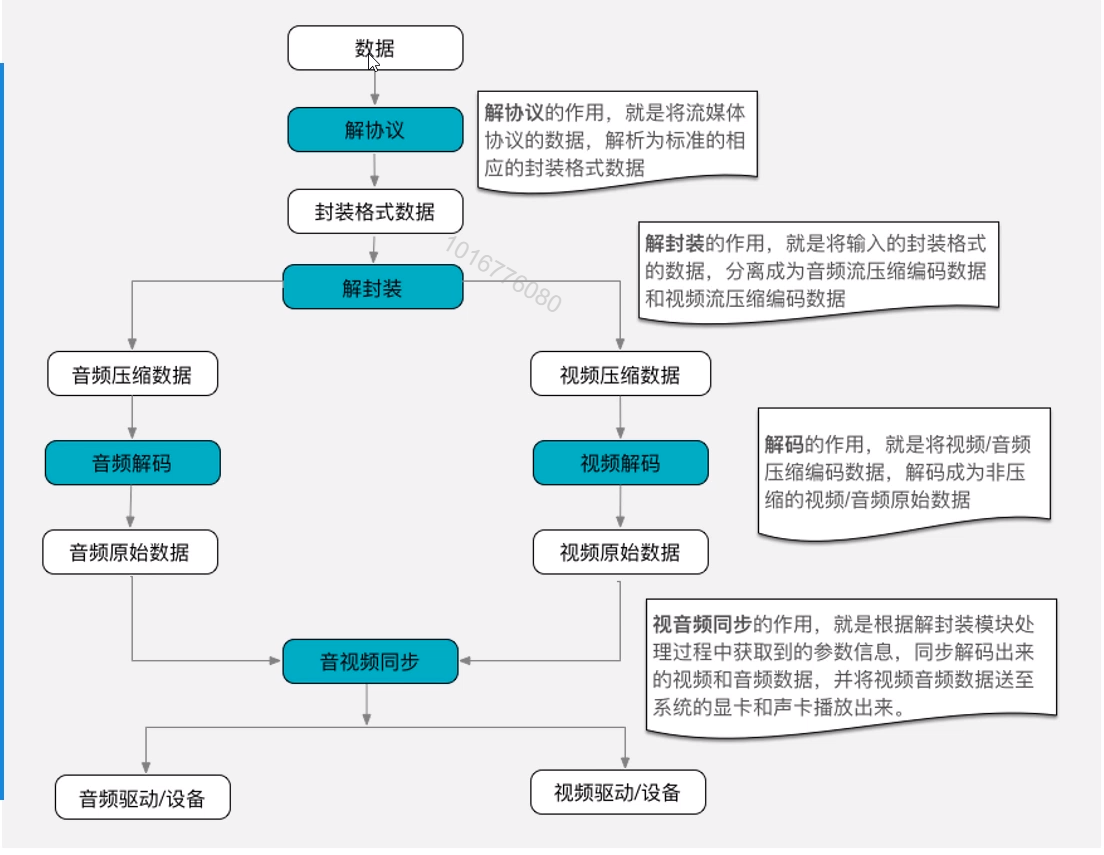 数据
解协议
解协议的作用，就是将流媒体
协议的数据，解析为标准的相
应的封装格式数据
封装格式数据
1016776080
解封装
解封装的作用，就是将输入的封装格式
的数据，分离成为音频流压缩编码数据
和视频流压缩编码数据
音频压缩数据
视频压缩数据
音频解码
视频解码
解码的作用，就是将视频/音频
压缩编码数据，解码成为非压
缩的视频/音频原始数据
音频原始数据
视频原始数据
音视频同步
视音频同步的作用，就是根据解封装模块处
理过程中获取到的参数信息，同步解码出来
的视频和音频数据，并将视频音频数据送至
系统的显卡和声卡播放出来。
音频驱动/设备
视频驱动/设备